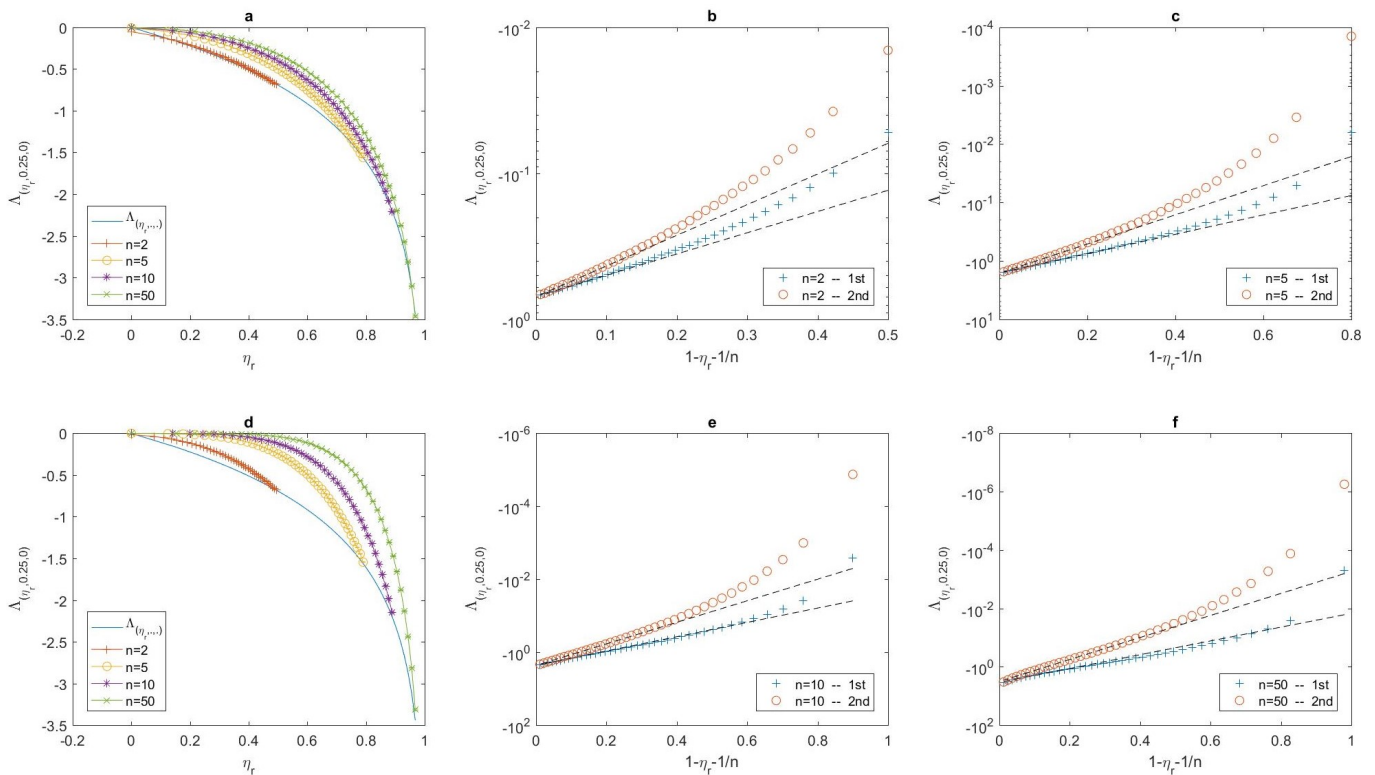 a
0
-0.5
-1
-1.5
-2
-2.5
-3
-3.5
-0.2 0 0.2 0.4 0.6 0.8 1
Λ(ηr,0.25,0)
ηr
Λ(ηr,.,.)
n=2
n=5
n=10
n=50
b
-10^-2
-10^-1
-10^0
0 0.1 0.2 0.3 0.4 0.5
Λ(ηr,0.25,0)
1-ηr-1/n
n=2 -- 1st
n=2 -- 2nd
c
-10^-4
-10^-3
-10^-2
-10^-1
-10^0
-10^1
0 0.2 0.4 0.6 0.8
Λ(ηr,0.25,0)
1-ηr-1/n
n=5 -- 1st
n=5 -- 2nd
d
0
-0.5
-1
-1.5
-2
-2.5
-3
-3.5
-0.2 0 0.2 0.4 0.6 0.8 1
Λ(ηr,0.25,0)
ηr
Λ(ηr,.,.)
n=2
n=5
n=10
n=50
e
-10^-6
-10^-4
-10^-2
-10^0
-10^2
0 0.2 0.4 0.6 0.8 1
Λ(ηr,0.25,0)
1-ηr-1/n
n=10 -- 1st
n=10 -- 2nd
f
-10^-8
-10^-6
-10^-4
-10^-2
-10^0
-10^2
0 0.2 0.4 0.6 0.8 1
Λ(ηr,0.25,0)
1-ηr-1/n
n=50 -- 1st
n=50 -- 2nd